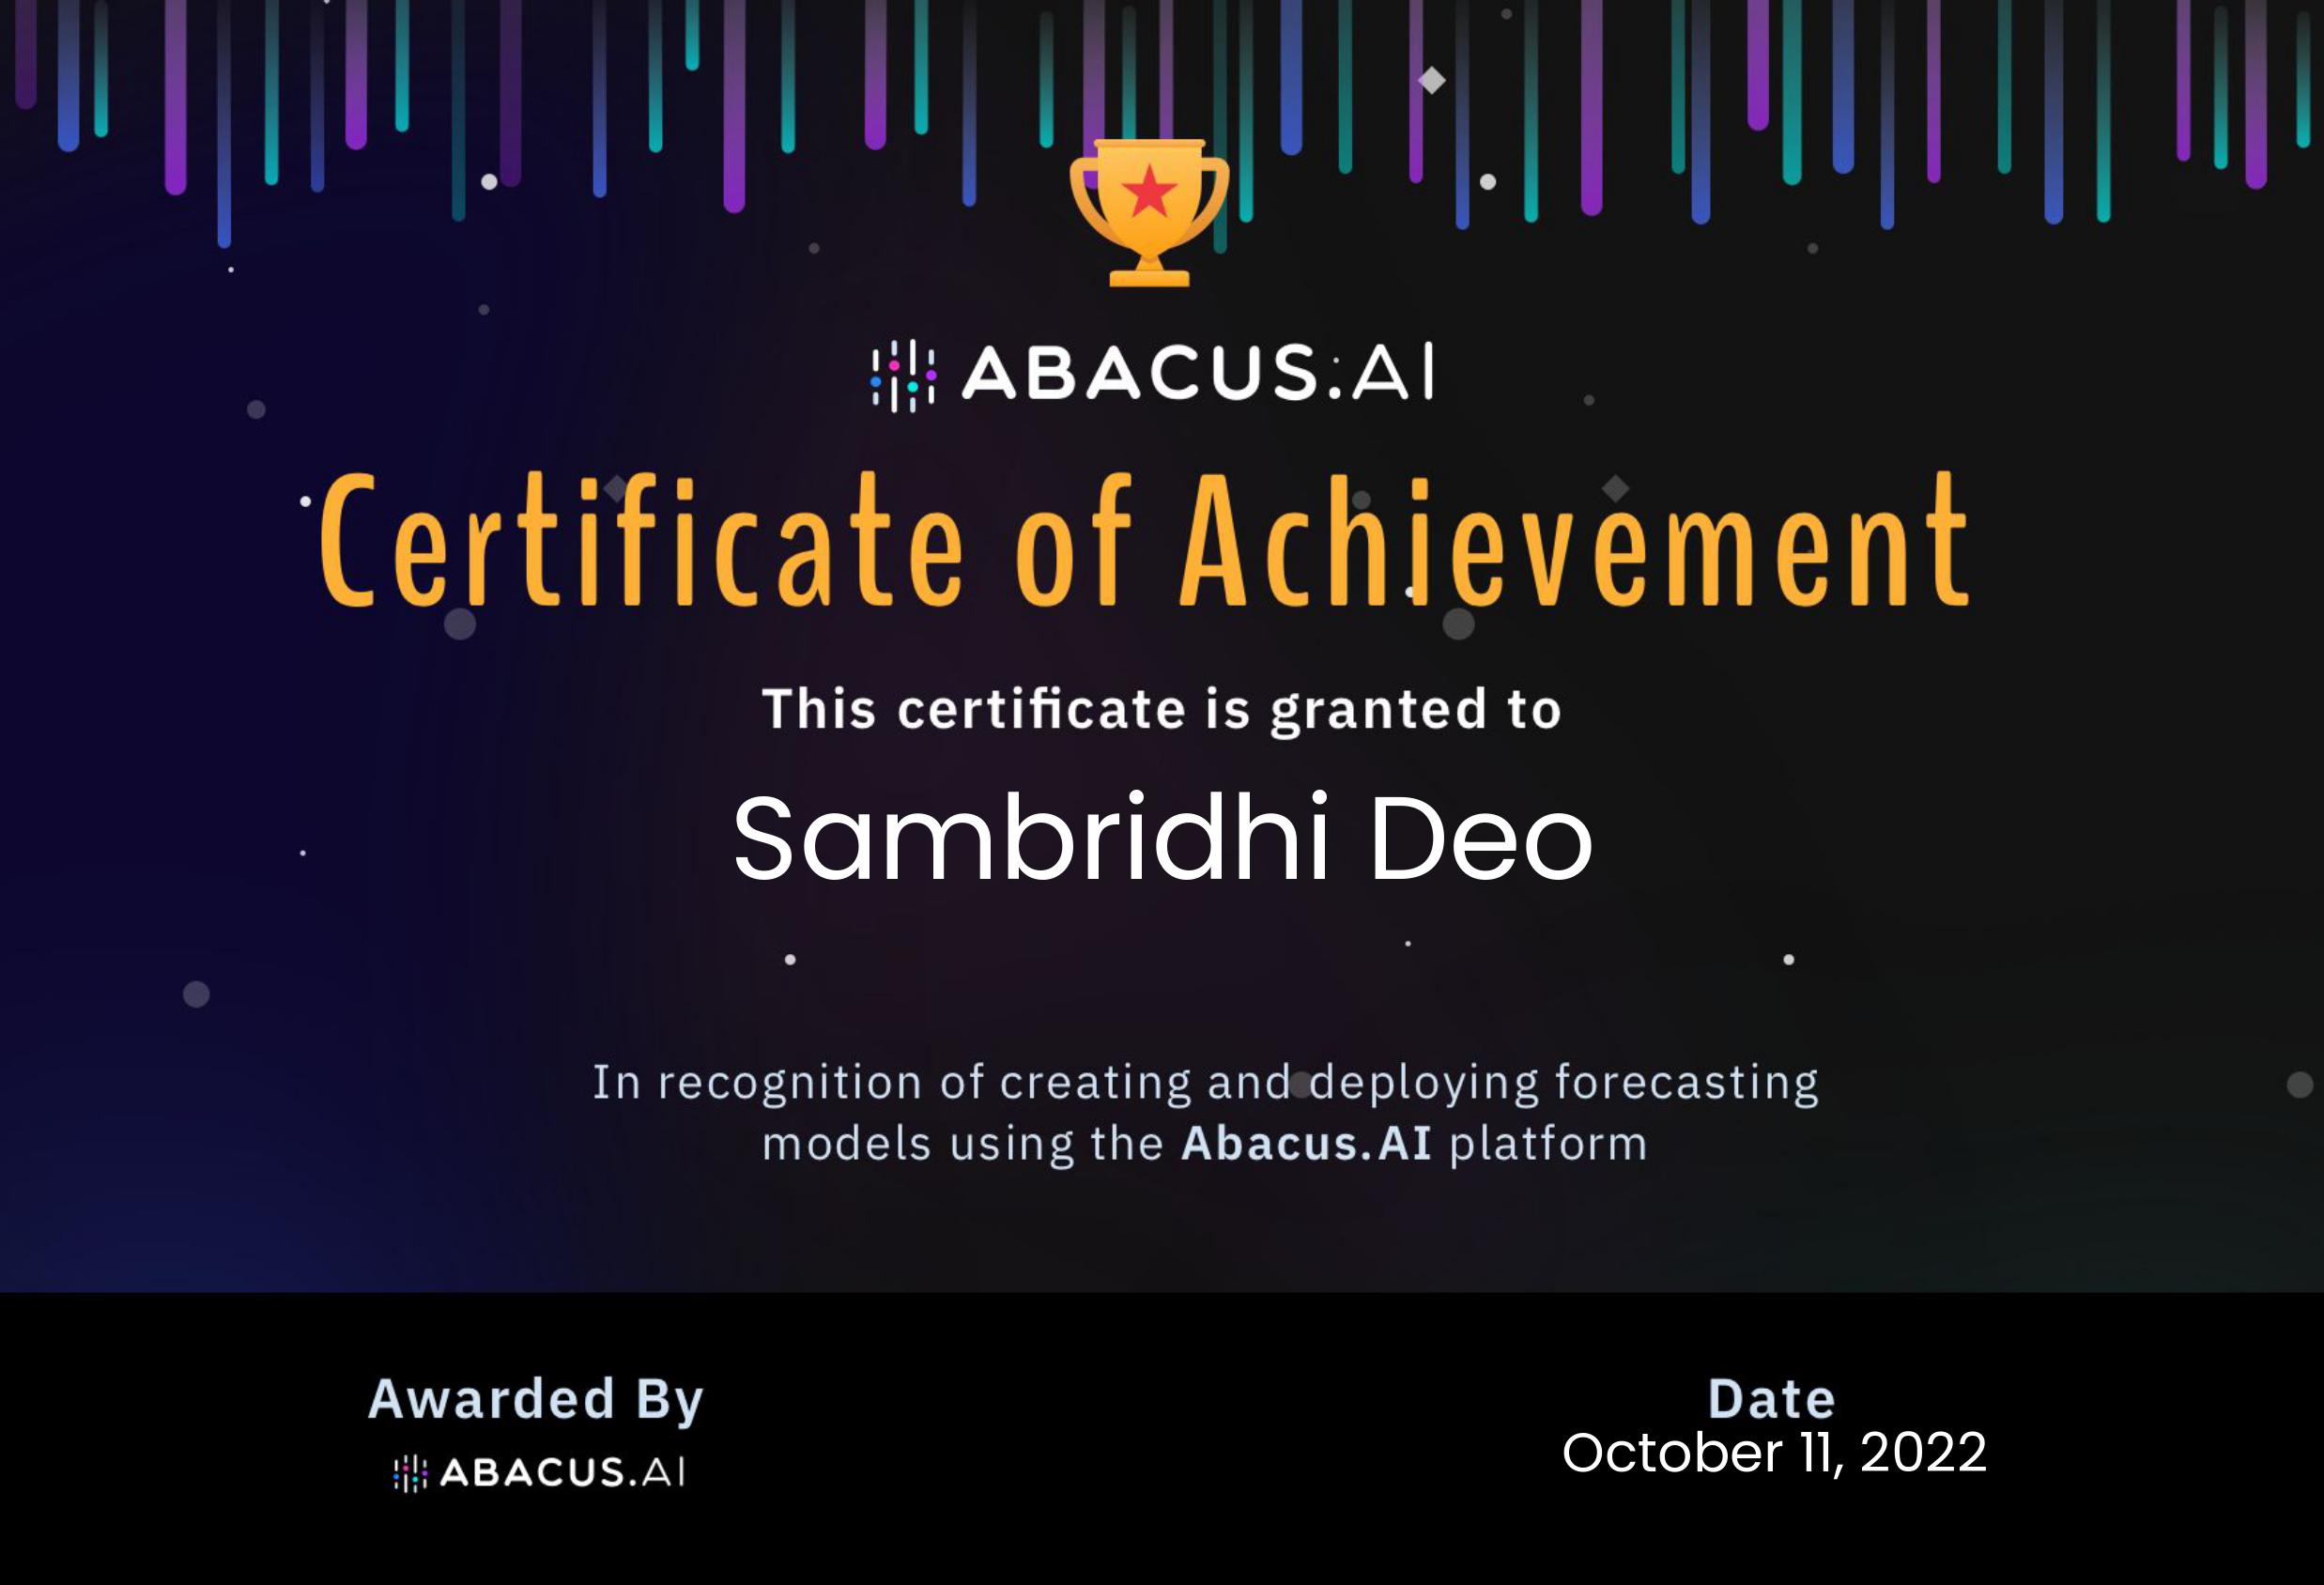 ABACUS.AI
Certificate of Achievement
This certificate is granted to
Sambridhi Deo
In recognition of creating and deploying forecasting
models using the Abacus.AI platform
Awarded By
ABACUS.AI
Date
October 11, 2022